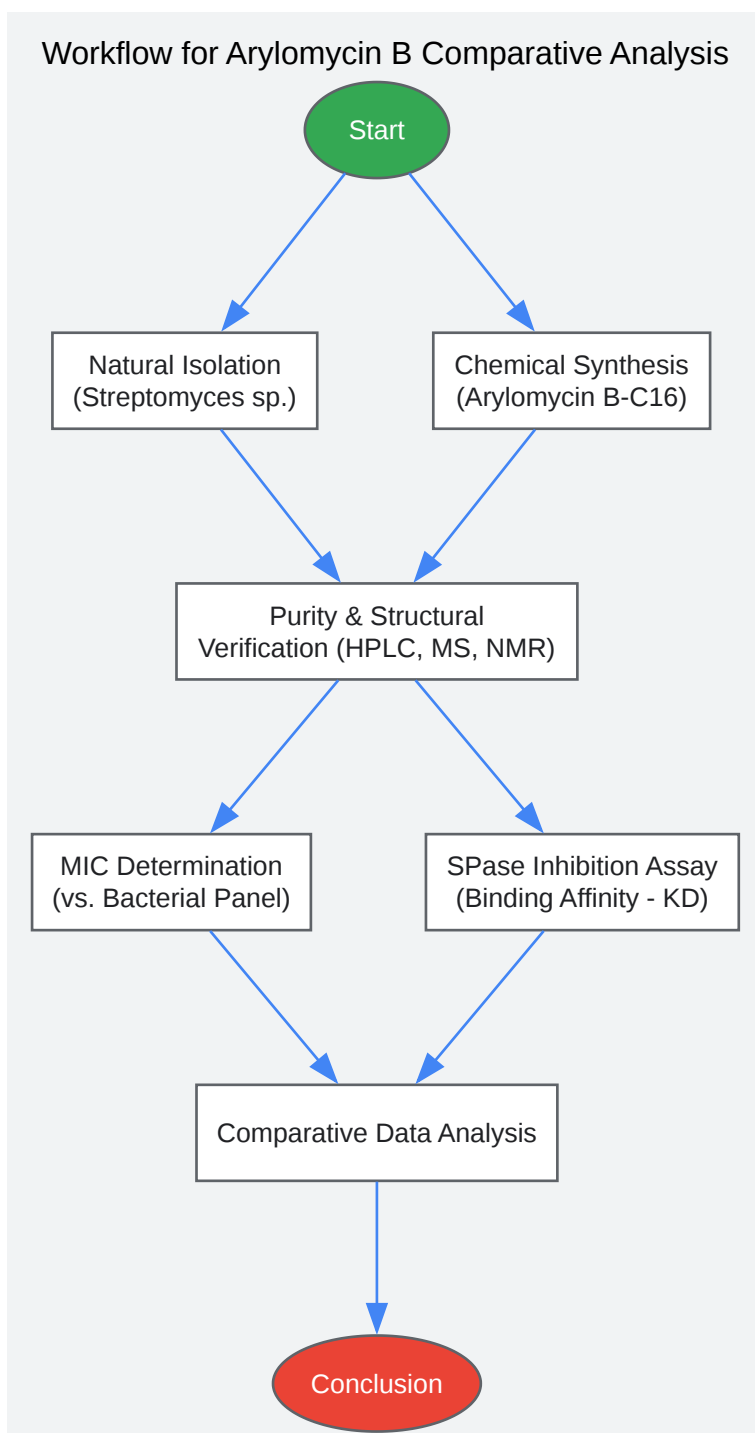 Workflow for Arylomycin B Comparative Analysis
Start
Natural Isolation
(Streptomyces sp.)
Chemical Synthesis
(Arylomycin B-C16)
Purity & Structural
Verification (HPLC, MS, NMR)
MIC Determination
(vs. Bacterial Panel)
SPase Inhibition Assay
(Binding Affinity - KD)
Comparative Data Analysis
Conclusion